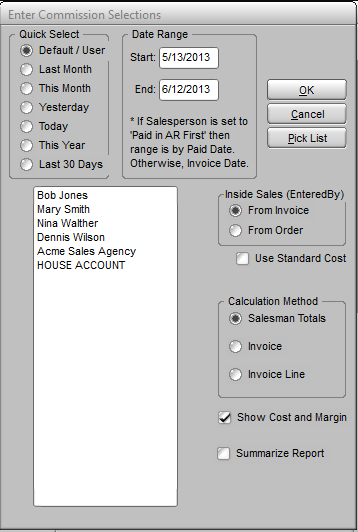 Enter Commission Selections
Quick Select
Default / User
Last Month
This Month
Yesterday
Today
This Year
Last 30 Days
Date Range
Start: 5/13/2013
End: 6/12/2013
* If Salesperson is set to
'Paid in AR First' then
range is by Paid Date.
Otherwise, Invoice Date.
OK
Cancel
Pick List
Bob Jones
Mary Smith
Nina Walther
Dennis Wilson
Acme Sales Agency
HOUSE ACCOUNT
Inside Sales (EnteredBy)
From Invoice
From Order
Use Standard Cost
Calculation Method
Salesman Totals
Invoice
Invoice Line
Show Cost and Margin
Summarize Report